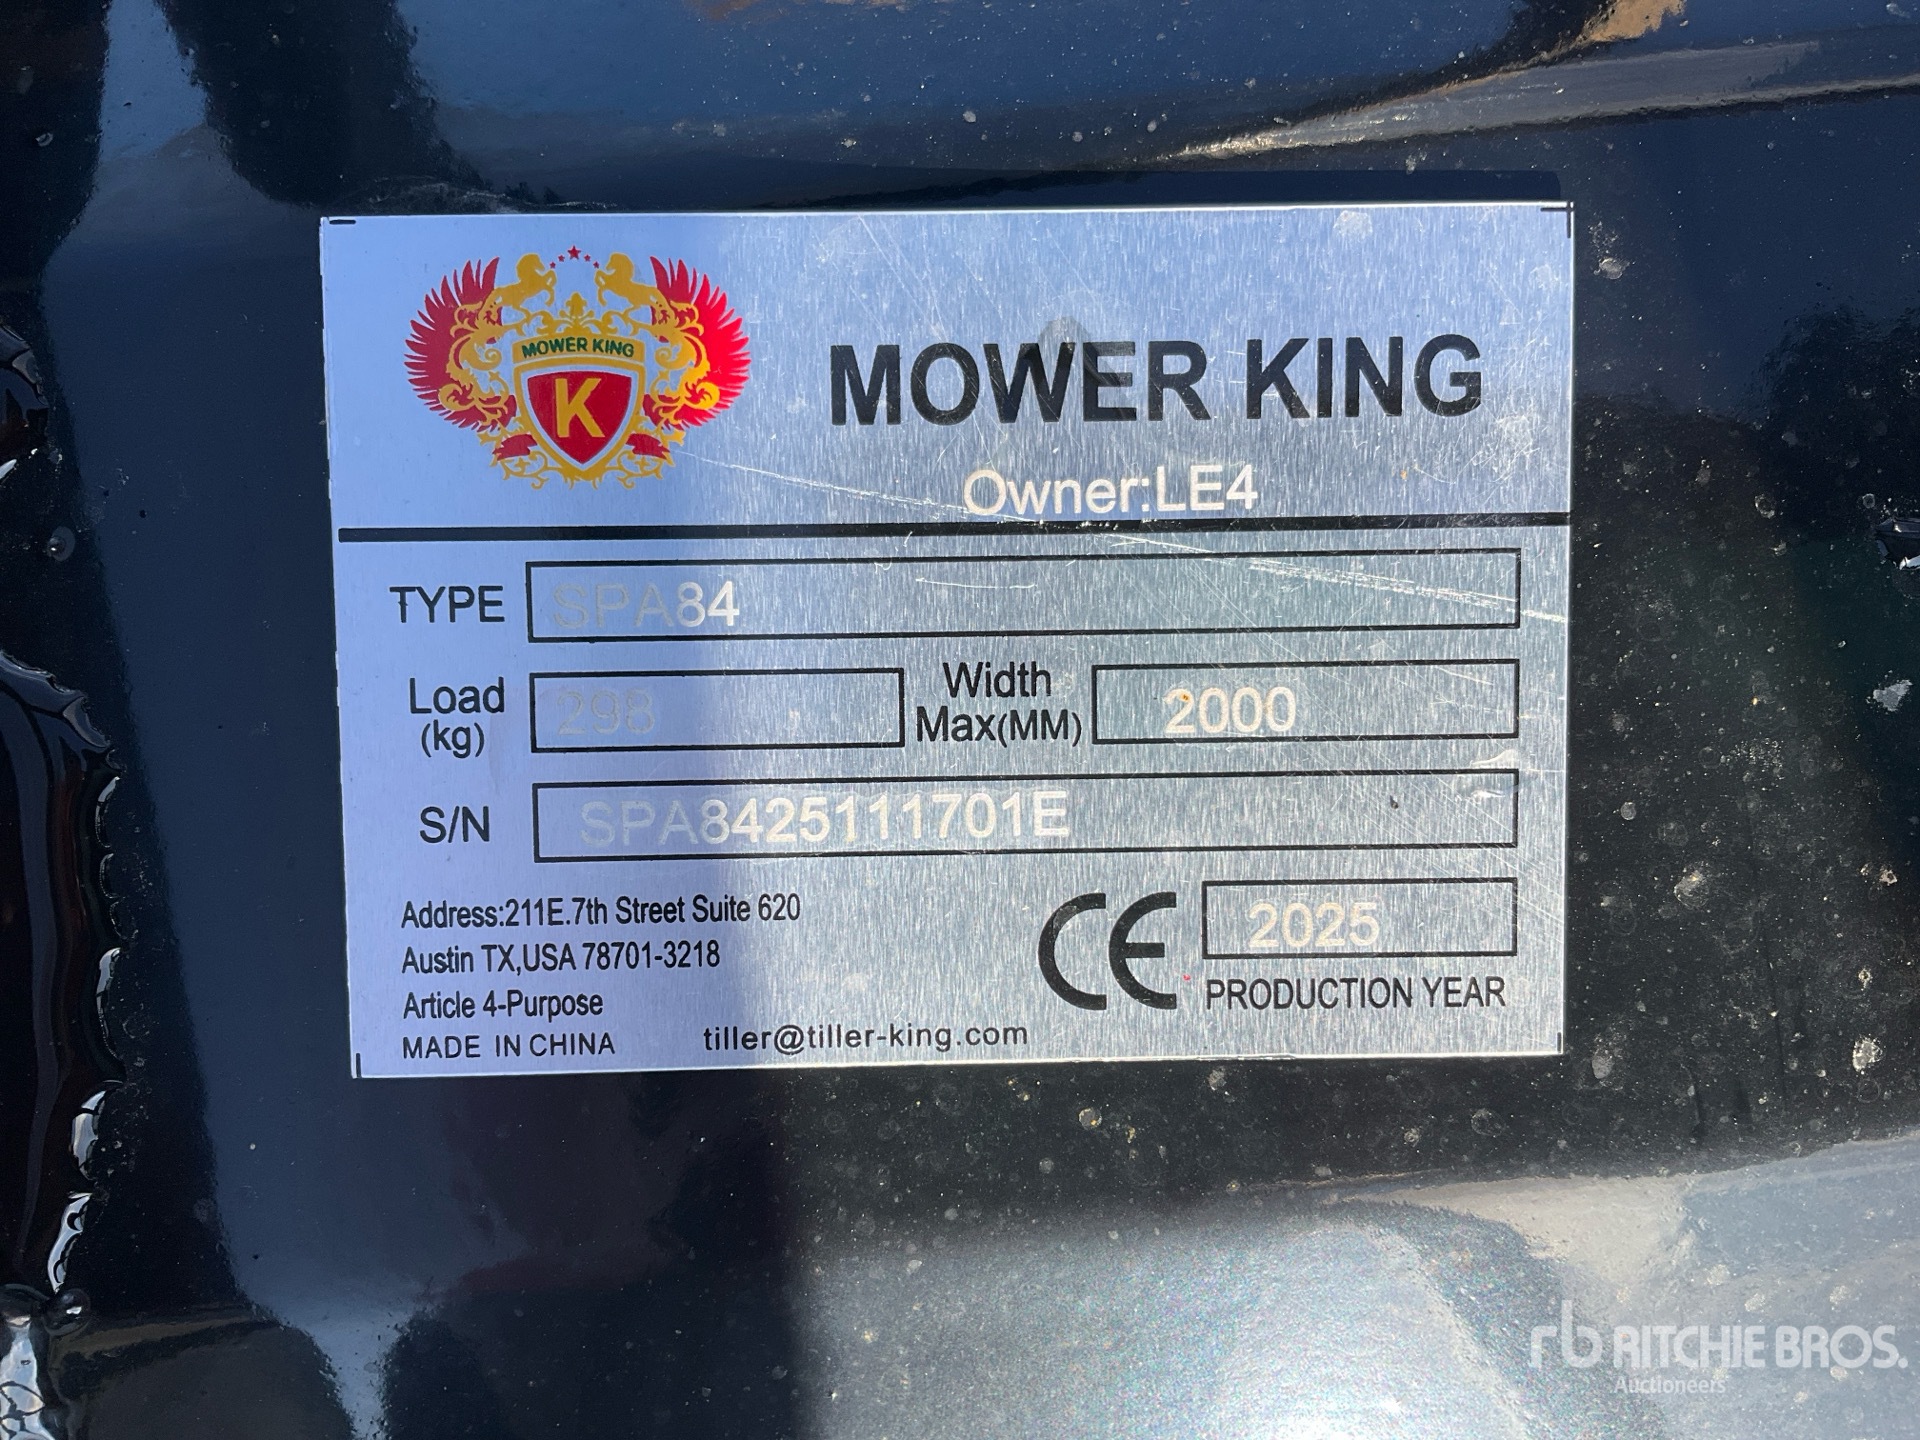 MOWER KING
K
MOWER KING
Owner:LE4
TYPE SPA84
Load (kg) 298
Width Max(MM) 2000
S/N SPA8425111701E
Address:211E.7th Street Suite 620
Austin TX,USA 78701-3218
Article 4-Purpose
MADE IN CHINA
tiller@tiller-king.com
CE
2025
PRODUCTION YEAR
rb RITCHIE BROS.
Auctioneers